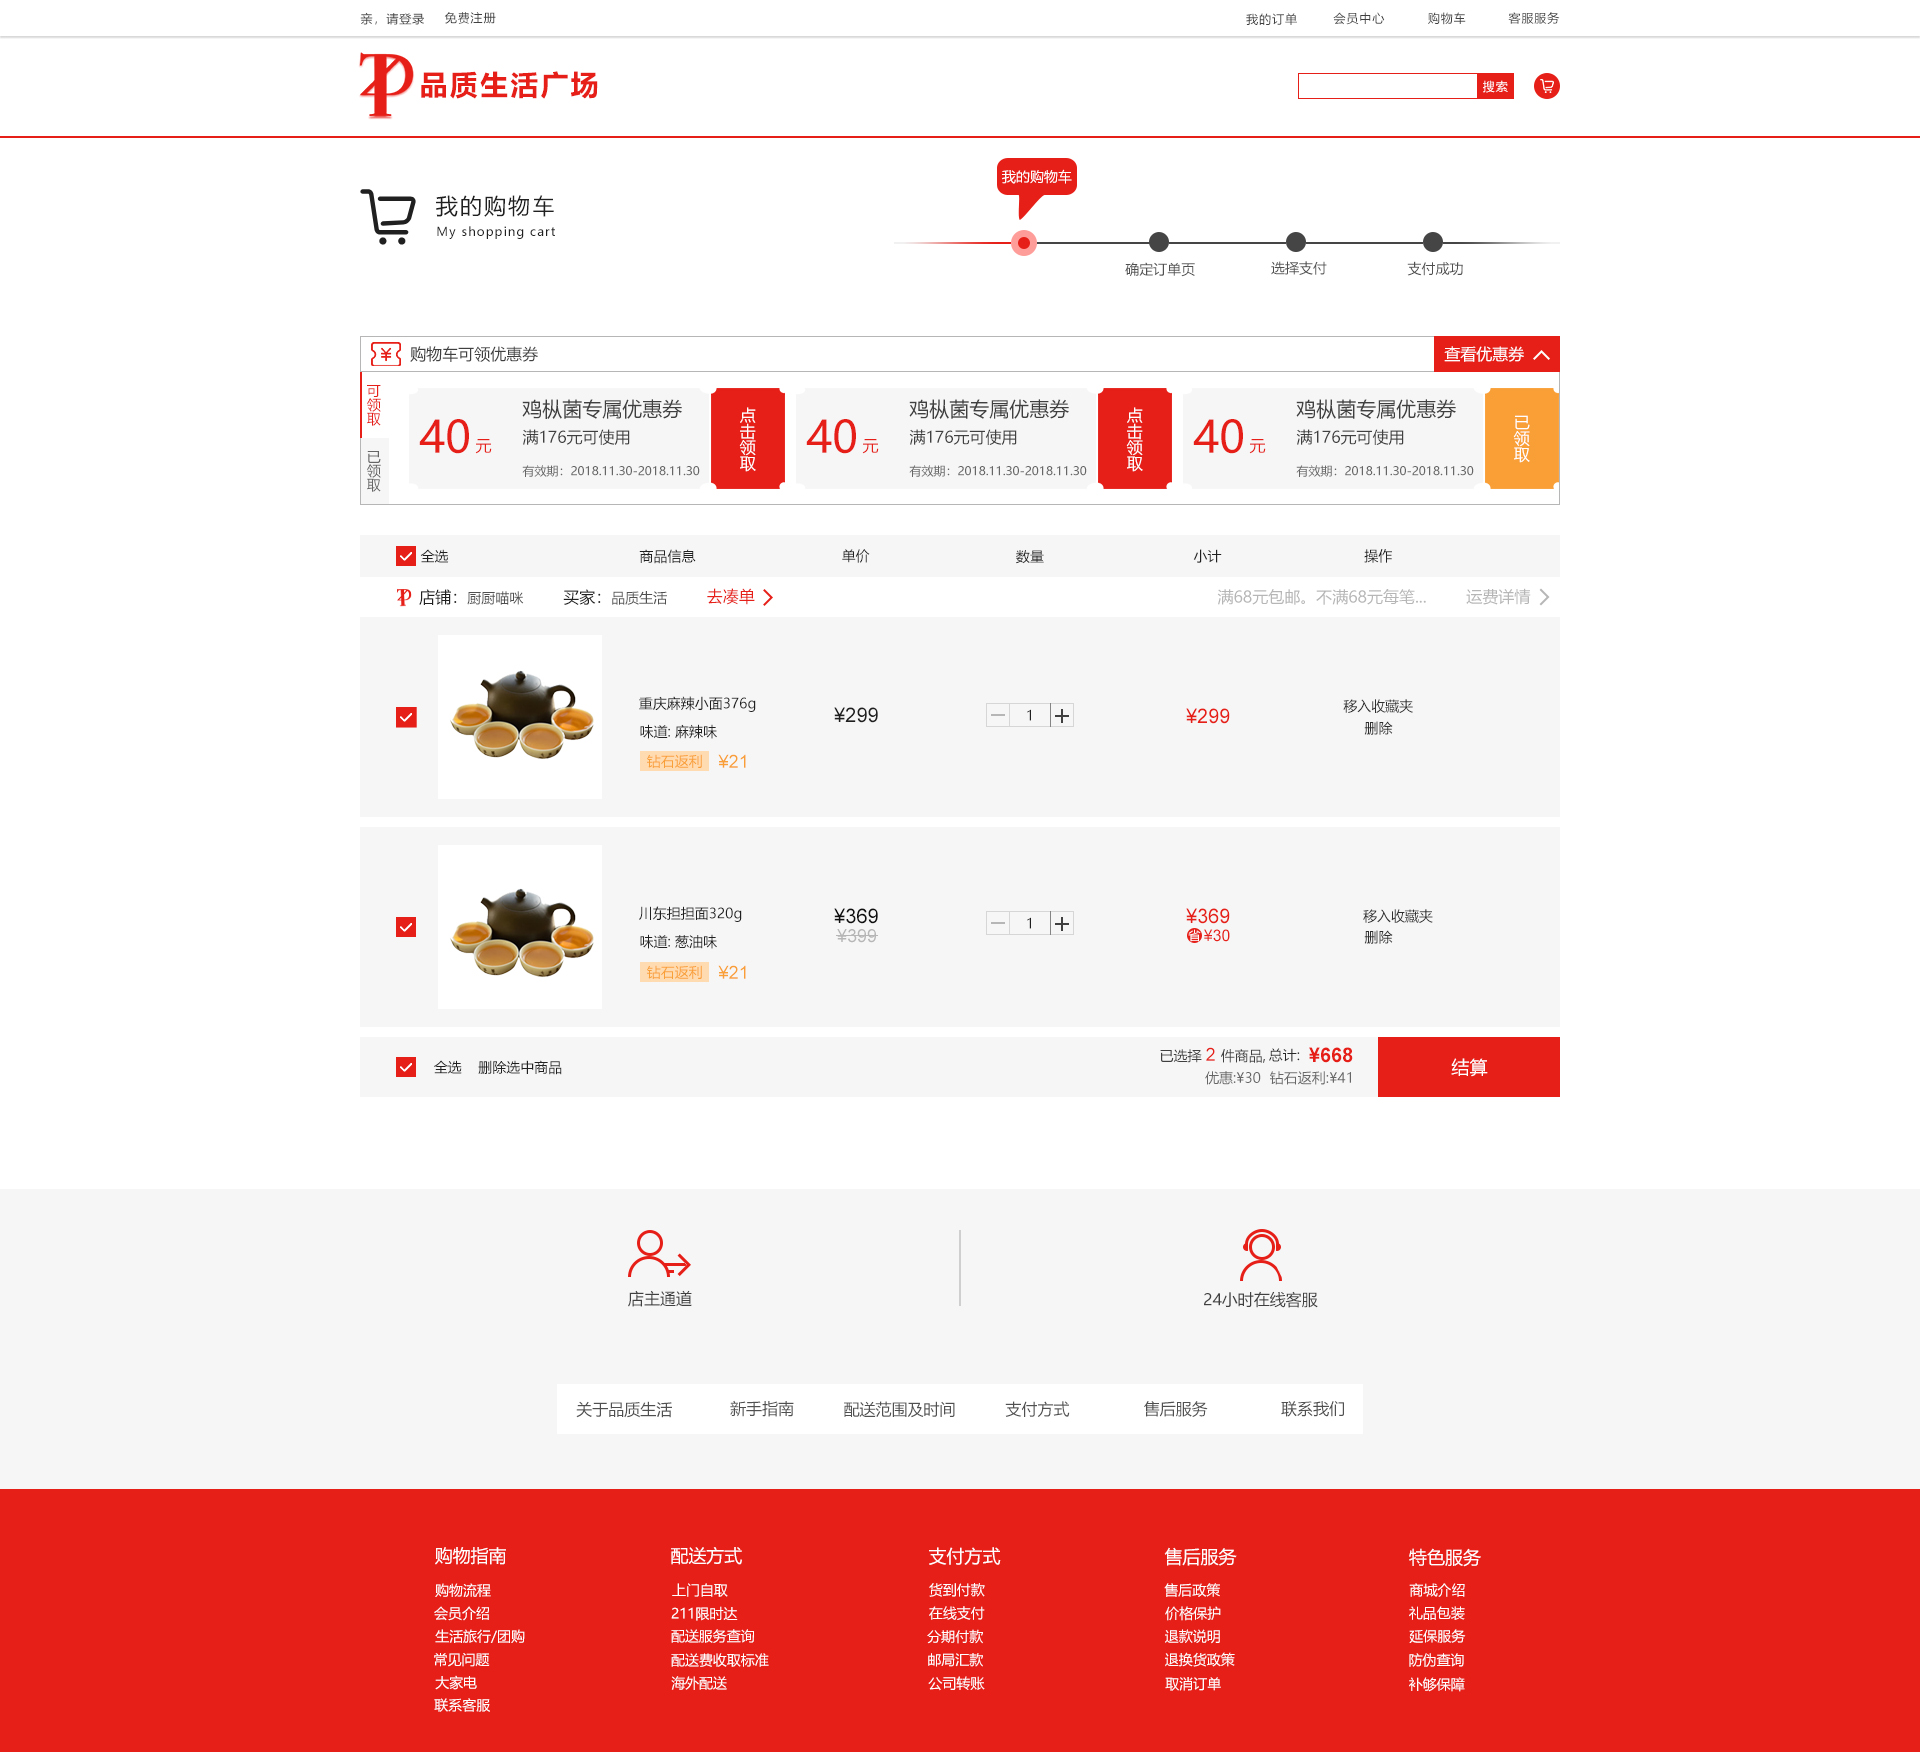 亲，请登录 免费注册 我的订单 会员中心 购物车 客服服务
品质生活广场 搜索
我的购物车
我的购物车
My shopping cart
确定订单页 选择支付 支付成功
购物车可领优惠券 查看优惠券
可领取
已领取
40元 鸡枞菌专属优惠券
满176元可使用
有效期：2018.11.30-2018.11.30
点击领取
40元 鸡枞菌专属优惠券
满176元可使用
有效期：2018.11.30-2018.11.30
点击领取
40元 鸡枞菌专属优惠券
满176元可使用
有效期：2018.11.30-2018.11.30
已领取
全选 商品信息 单价 数量 小计 操作
店铺：厨厨喵咪 买家：品质生活 去凑单 满68元包邮。不满68元每笔... 运费详情
重庆麻辣小面376g
味道: 麻辣味
钻石返利 ¥21
¥299 1 ¥299
移入收藏夹
删除
川东担担面320g
味道: 葱油味
钻石返利 ¥21
¥369
¥399
1
¥369
省¥30
移入收藏夹
删除
全选 删除选中商品 已选择 2 件商品, 总计: ¥668
优惠:¥30 钻石返利:¥41
结算
店主通道 24小时在线客服
关于品质生活 新手指南 配送范围及时间 支付方式 售后服务 联系我们
购物指南 配送方式 支付方式 售后服务 特色服务
购物流程 上门自取 货到付款 售后政策 商城介绍
会员介绍 211限时达 在线支付 价格保护 礼品包装
生活旅行/团购 配送服务查询 分期付款 退款说明 延保服务
常见问题 配送费收取标准 邮局汇款 退换货政策 防伪查询
大家电 海外配送 公司转账 取消订单 补够保障
联系客服